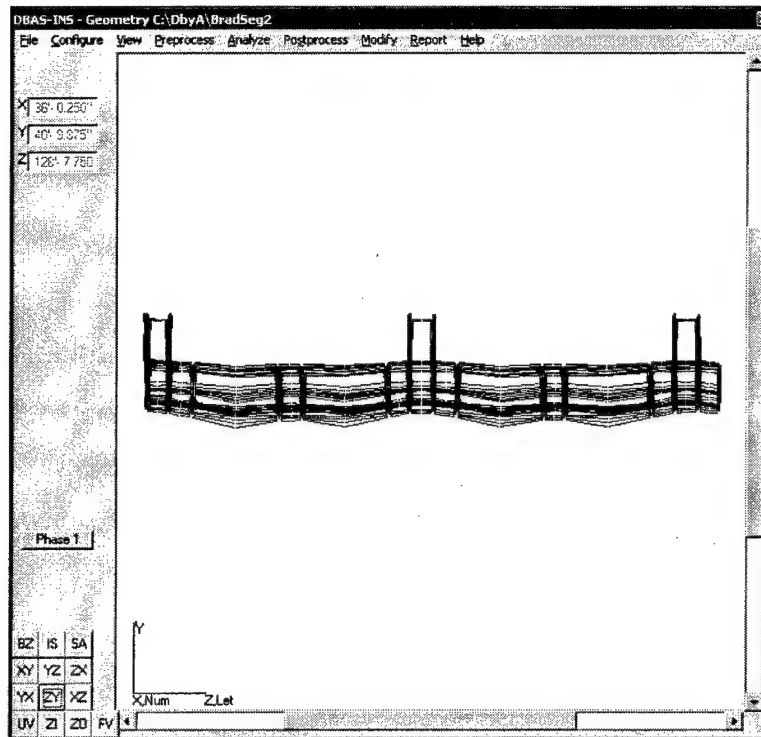 DBAS-INS - Geometry C:\DbyA\BradSeg2
File Configure View Preprocess Analyze Postprocess Modify Report Help
X 36'- 0.250"
Y 40'- 9.875"
Z 128'- 7.750
Phase 1
Y
X,Num Z,Let
BZ IS SA
XY YZ ZX
YX ZY XZ
UV ZI ZO FV